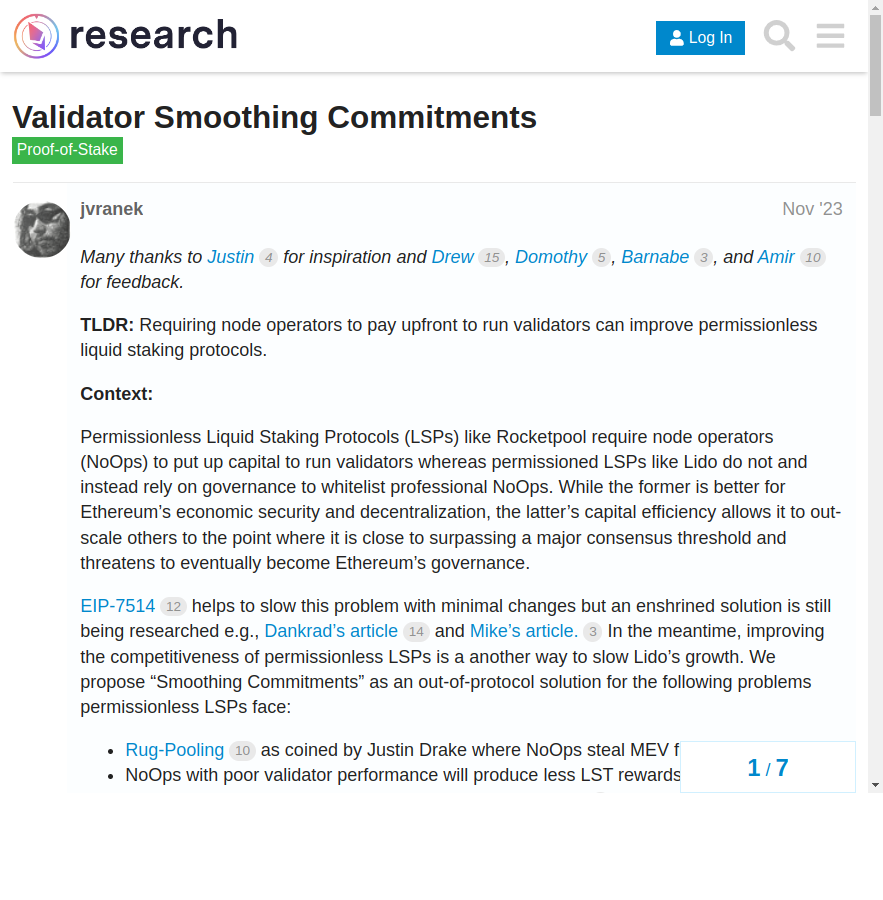 research
Log In
Validator Smoothing Commitments
Proof-of-Stake
jvranek
Nov '23
Many thanks to Justin 4 for inspiration and Drew 15 , Domothy 5 , Barnabe 3 , and Amir 10
for feedback.
TLDR: Requiring node operators to pay upfront to run validators can improve permissionless
liquid staking protocols.
Context:
Permissionless Liquid Staking Protocols (LSPs) like Rocketpool require node operators
(NoOps) to put up capital to run validators whereas permissioned LSPs like Lido do not and
instead rely on governance to whitelist professional NoOps. While the former is better for
Ethereum’s economic security and decentralization, the latter’s capital efficiency allows it to out-
scale others to the point where it is close to surpassing a major consensus threshold and
threatens to eventually become Ethereum’s governance.
EIP-7514 12 helps to slow this problem with minimal changes but an enshrined solution is still
being researched e.g., Dankrad’s article 14 and Mike’s article. 3 In the meantime, improving
the competitiveness of permissionless LSPs is a another way to slow Lido’s growth. We
propose “Smoothing Commitments” as an out-of-protocol solution for the following problems
permissionless LSPs face:
• Rug-Pooling 10 as coined by Justin Drake where NoOps steal MEV f
• NoOps with poor validator performance will produce less LST rewards
1 / 7